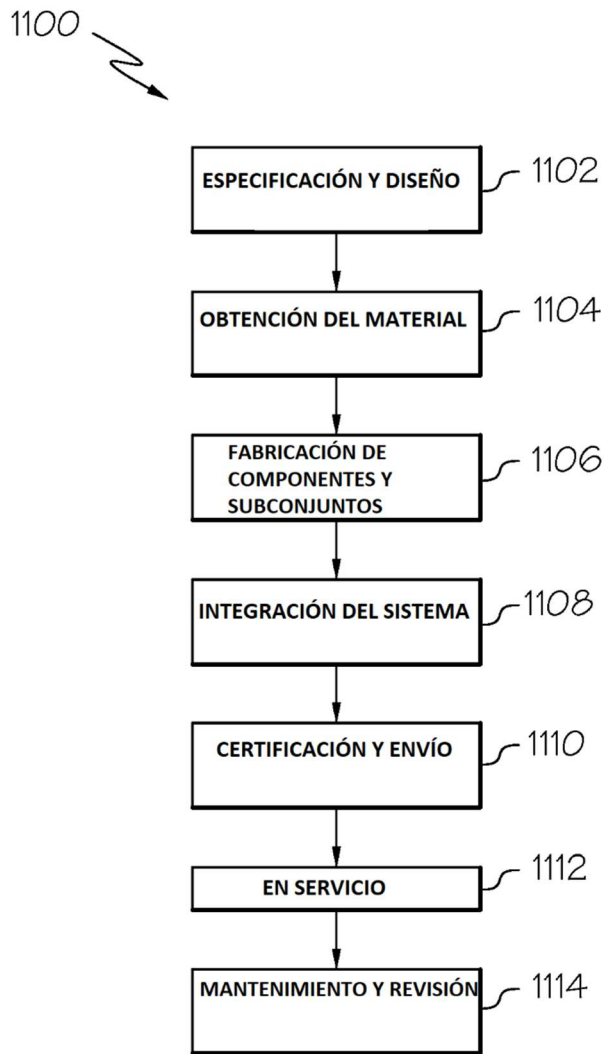 1100
ESPECIFICACIÓN Y DISEÑO
1102
OBTENCIÓN DEL MATERIAL
1104
FABRICACIÓN DE
COMPONENTES Y
SUBCONJUNTOS
1106
INTEGRACIÓN DEL SISTEMA
1108
CERTIFICACIÓN Y ENVÍO
1110
EN SERVICIO
1112
MANTENIMIENTO Y REVISIÓN
1114